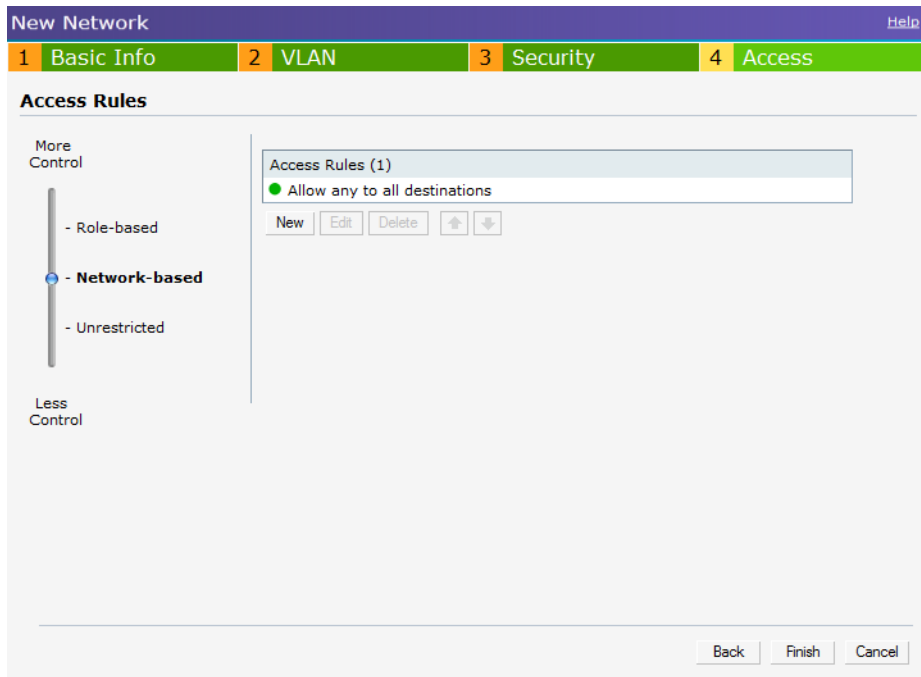 New Network
Help
1 Basic Info 2 VLAN 3 Security 4 Access
Access Rules
More
Control
- Role-based
- Network-based
- Unrestricted
Less
Control
Access Rules (1)
Allow any to all destinations
New Edit Delete
Back Finish Cancel